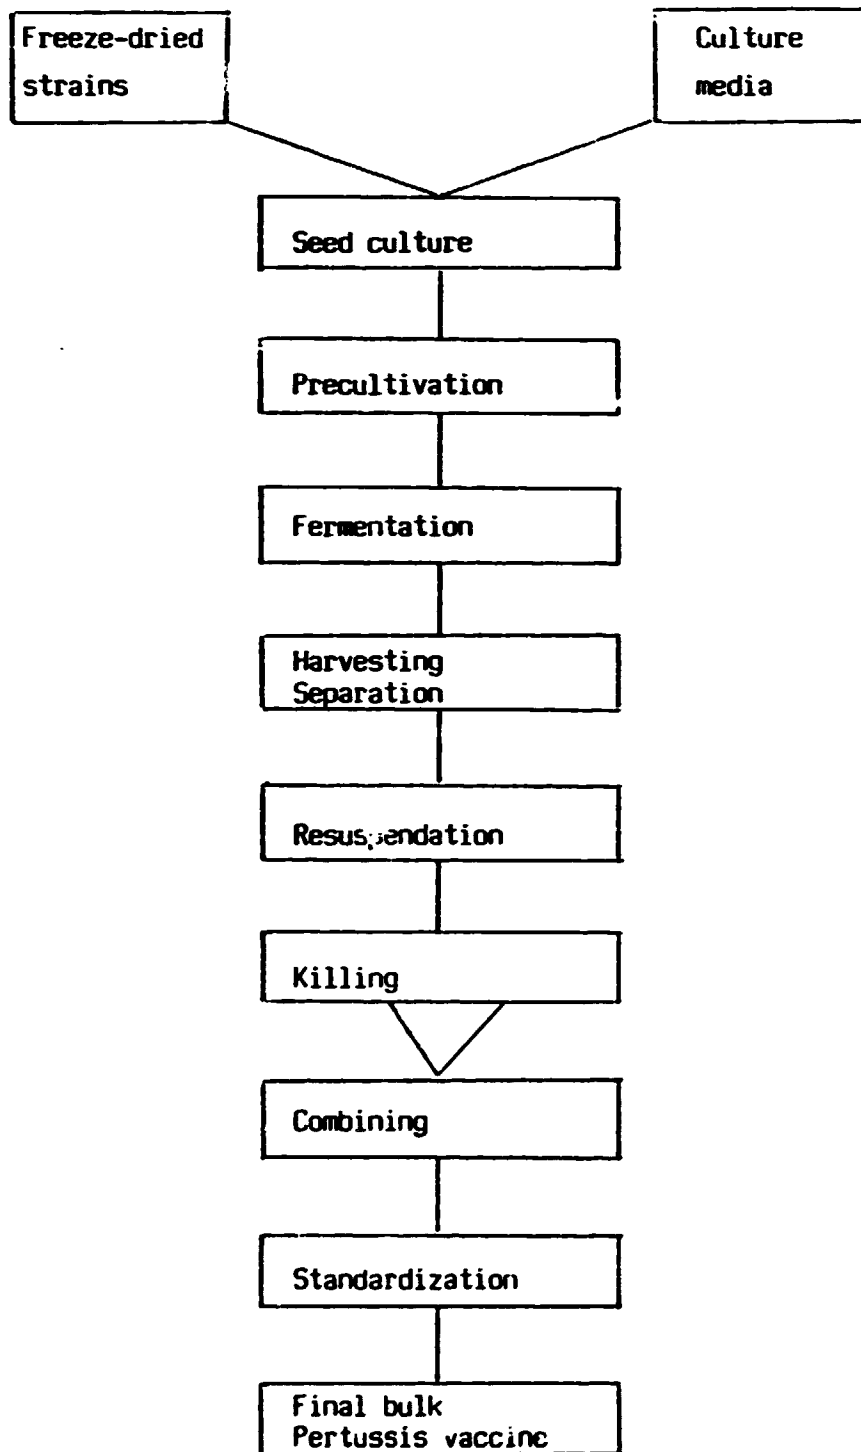 Freeze-dried
strains
Culture
media
Seed culture
Precultivation
Fermentation
Harvesting
Separation
Resuspendation
Killing
Combining
Standardization
Final bulk
Pertussis vaccine